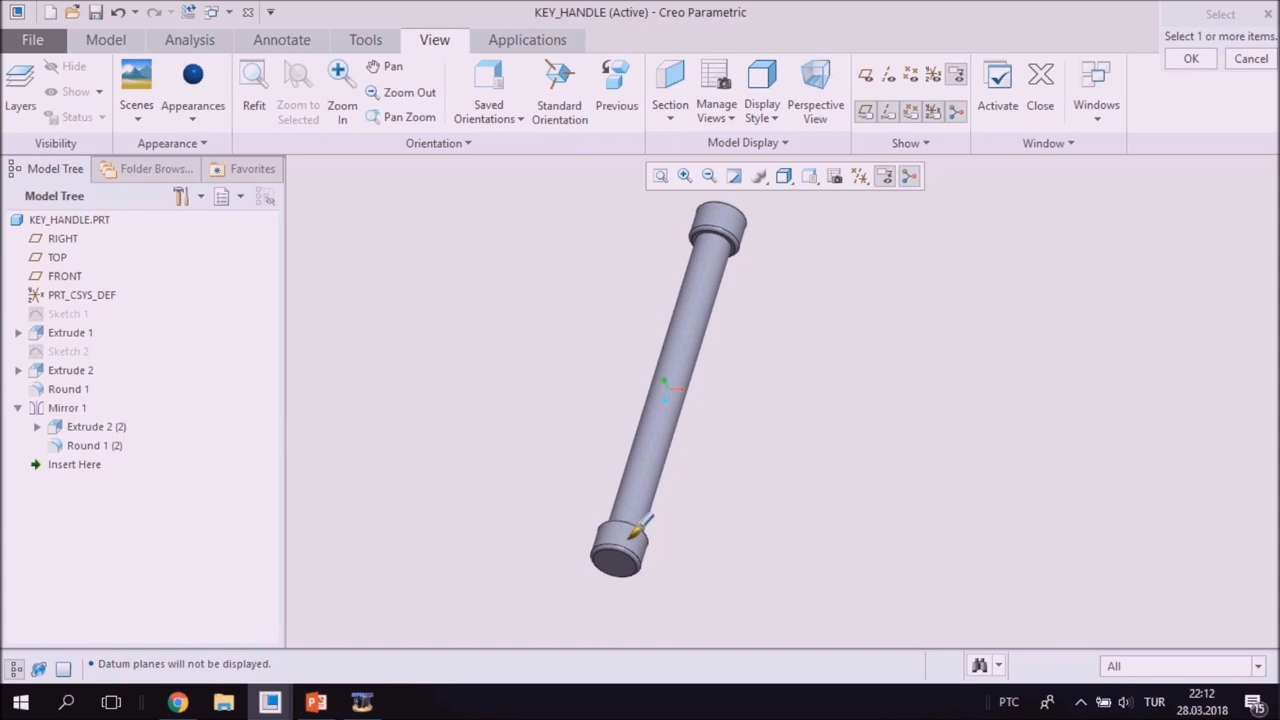 KEY_HANDLE (Active) - Creo Parametric
Select
Select 1 or more items.
OK
Cancel
File
Model
Analysis
Annotate
Tools
View
Applications
Layers
Hide
Show
Status
Visibility
Scenes
Appearances
Appearance
Refit
Zoom to Selected
Zoom In
Pan
Zoom Out
Pan Zoom
Saved Orientations
Standard Orientation
Previous
Orientation
Section
Manage Views
Display Style
Perspective View
Model Display
Show
Activate
Close
Windows
Window
Model Tree
Folder Brows...
Favorites
Model Tree
KEY_HANDLE.PRT
RIGHT
TOP
FRONT
PRT_CSYS_DEF
Sketch 1
Extrude 1
Sketch 2
Extrude 2
Round 1
Mirror 1
Extrude 2 (2)
Round 1 (2)
Insert Here
Datum planes will not be displayed.
All
PTC
TUR
22:12
28.03.2018
15